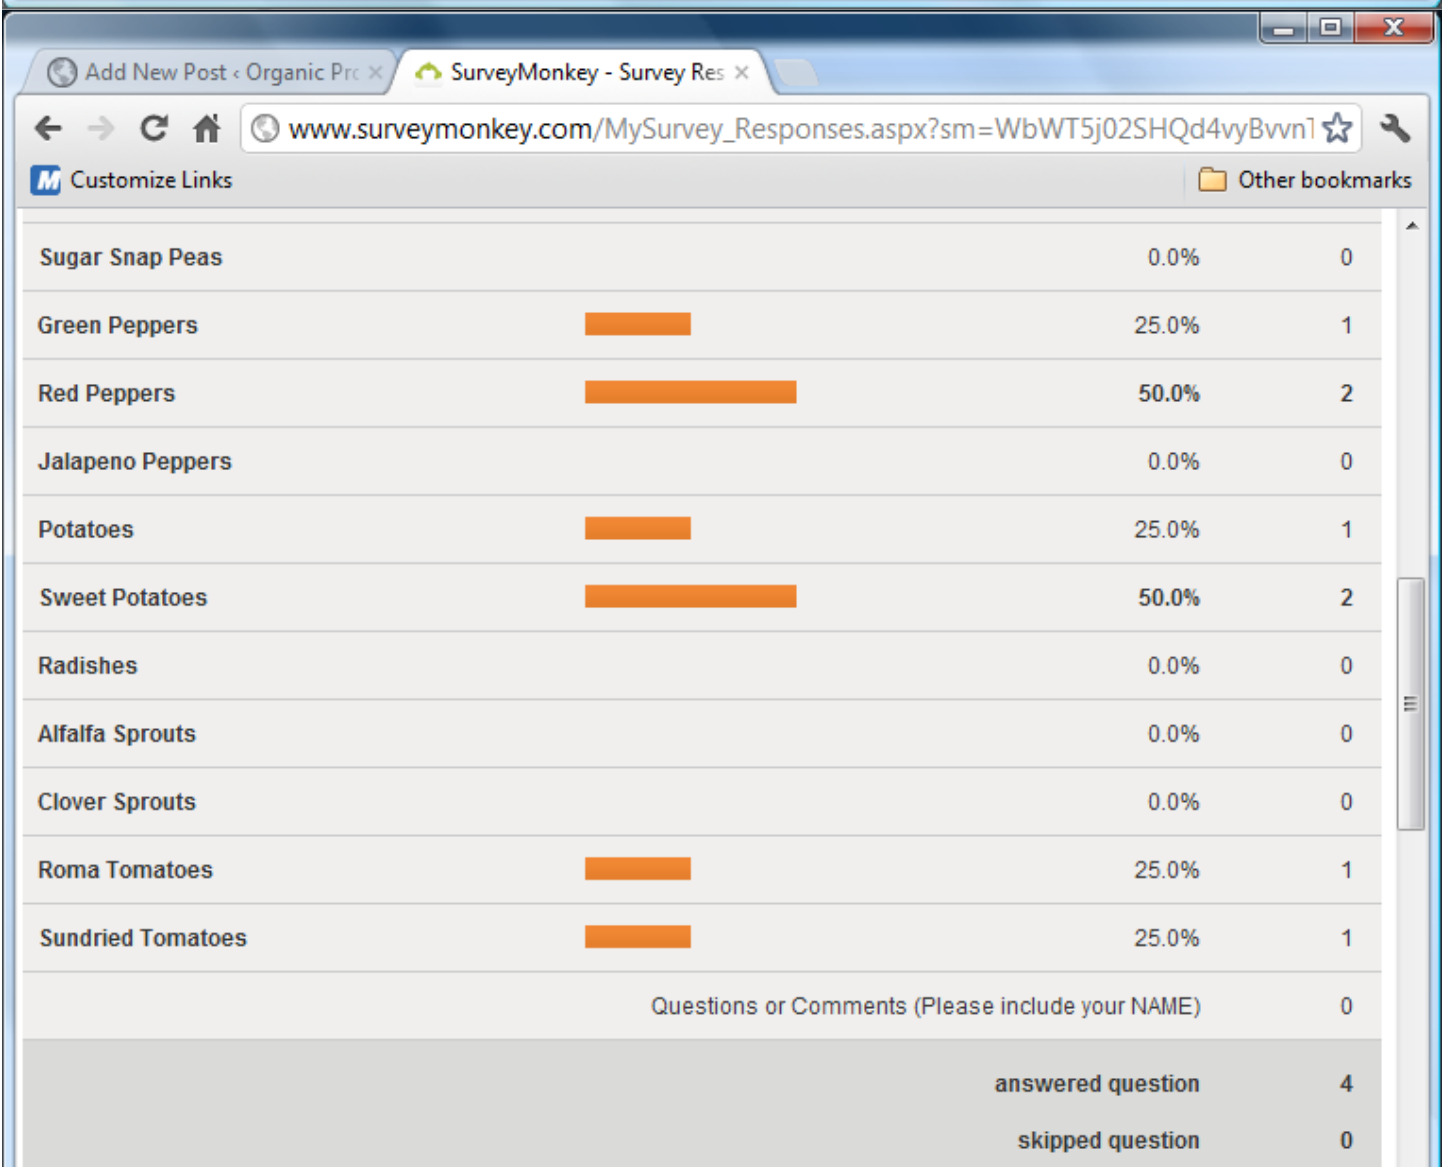 Add New Post ‹ Organic Pro
SurveyMonkey - Survey Res
www.surveymonkey.com/MySurvey_Responses.aspx?sm=WbWT5j02SHQd4vyBvvn
Customize Links
Other bookmarks
Sugar Snap Peas 0.0% 0
Green Peppers 25.0% 1
Red Peppers 50.0% 2
Jalapeno Peppers 0.0% 0
Potatoes 25.0% 1
Sweet Potatoes 50.0% 2
Radishes 0.0% 0
Alfalfa Sprouts 0.0% 0
Clover Sprouts 0.0% 0
Roma Tomatoes 25.0% 1
Sundried Tomatoes 25.0% 1
Questions or Comments (Please include your NAME) 0
answered question 4
skipped question 0